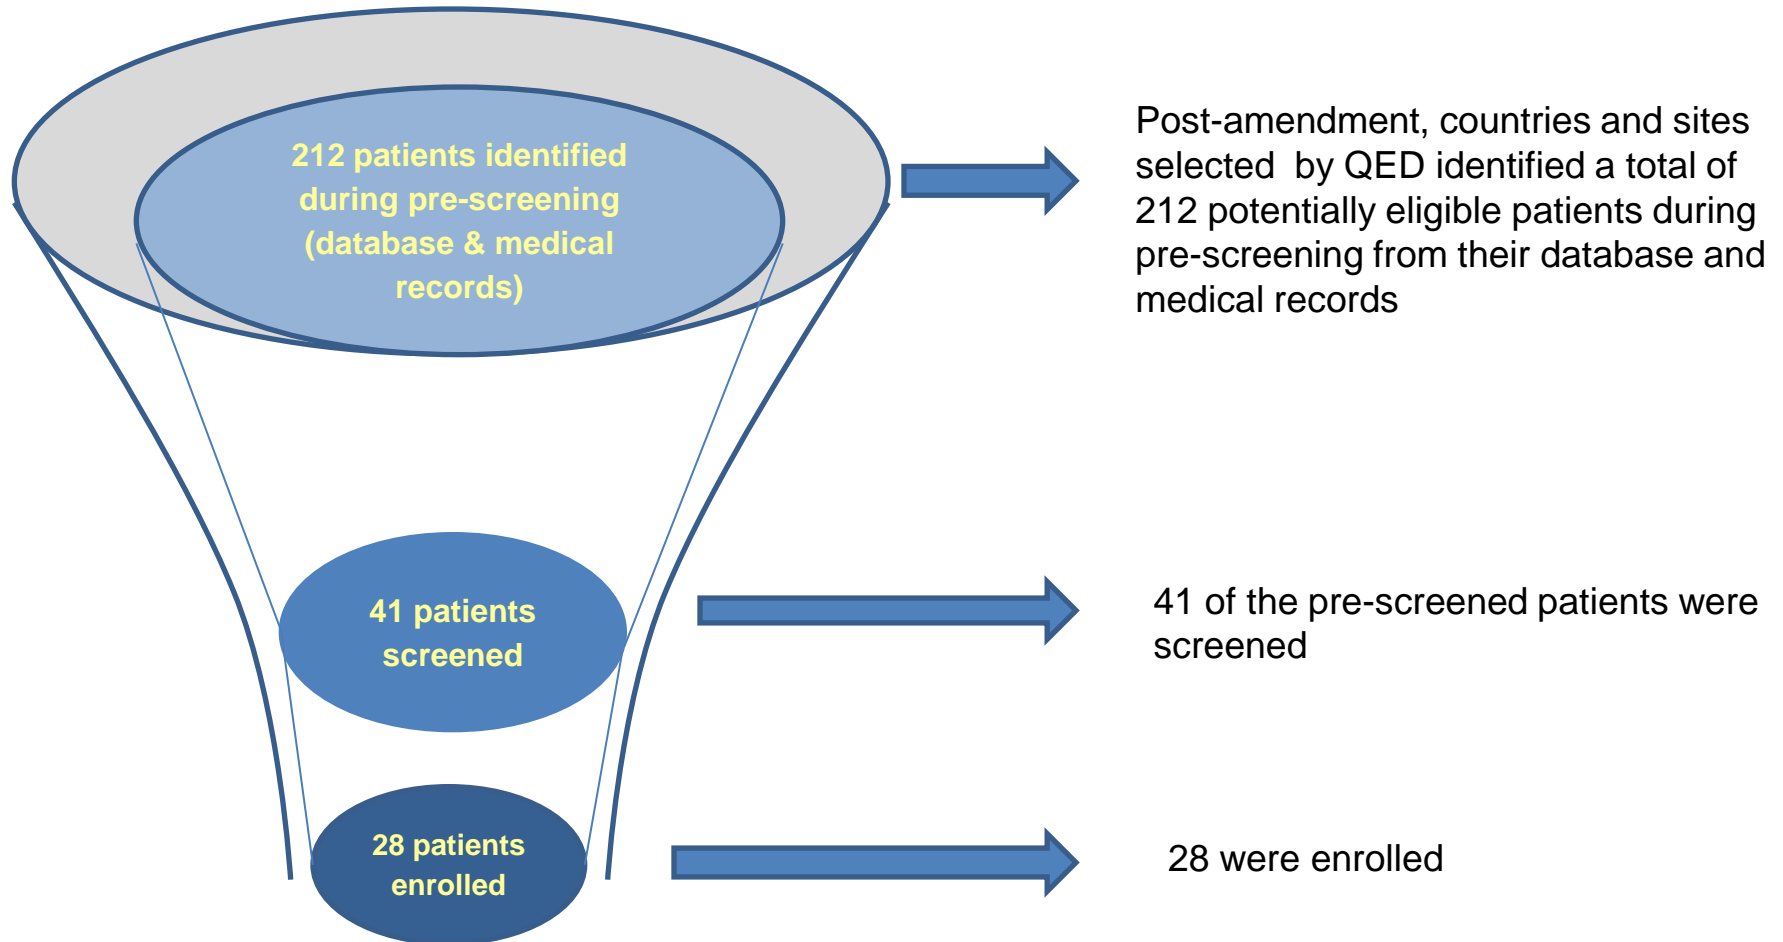 212 patients identified
during pre-screening
(database & medical
records)
Post-amendment, countries and sites
selected by QED identified a total of
212 potentially eligible patients during
pre-screening from their database and
medical records
41 patients
screened
41 of the pre-screened patients were
screened
28 patients
enrolled
28 were enrolled